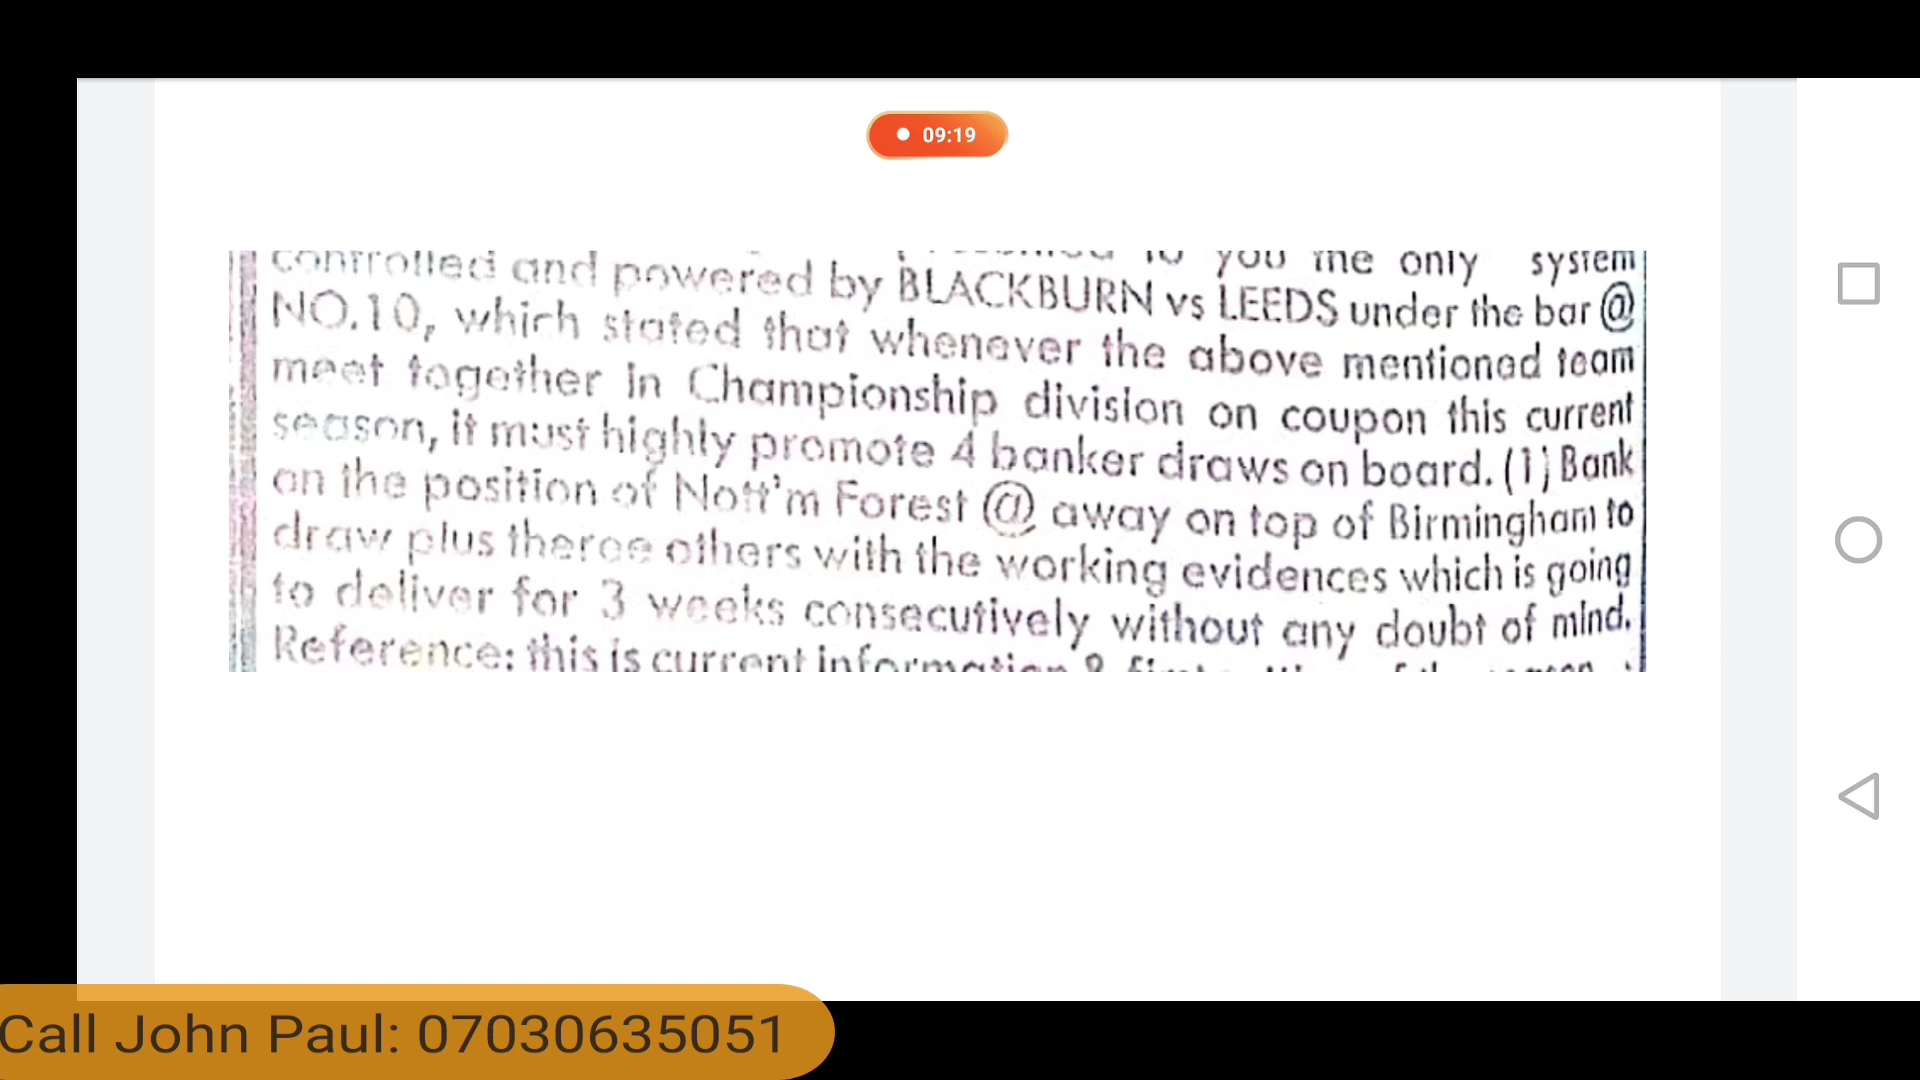 09:19
controlled and powered by BLACKBURN vs LEEDS under the bar @
to you the only system
NO.10, which stated that whenever the above mentioned team
meet together in Championship division on coupon this current
season, it must highly promote 4 banker draws on board. (1) Bank
on the position of Nott'm Forest @ away on top of Birmingham to
draw plus theree others with the working evidences which is going
to deliver for 3 weeks consecutively without any doubt of mind.
Reference: this is current information &
Call John Paul: 07030635051